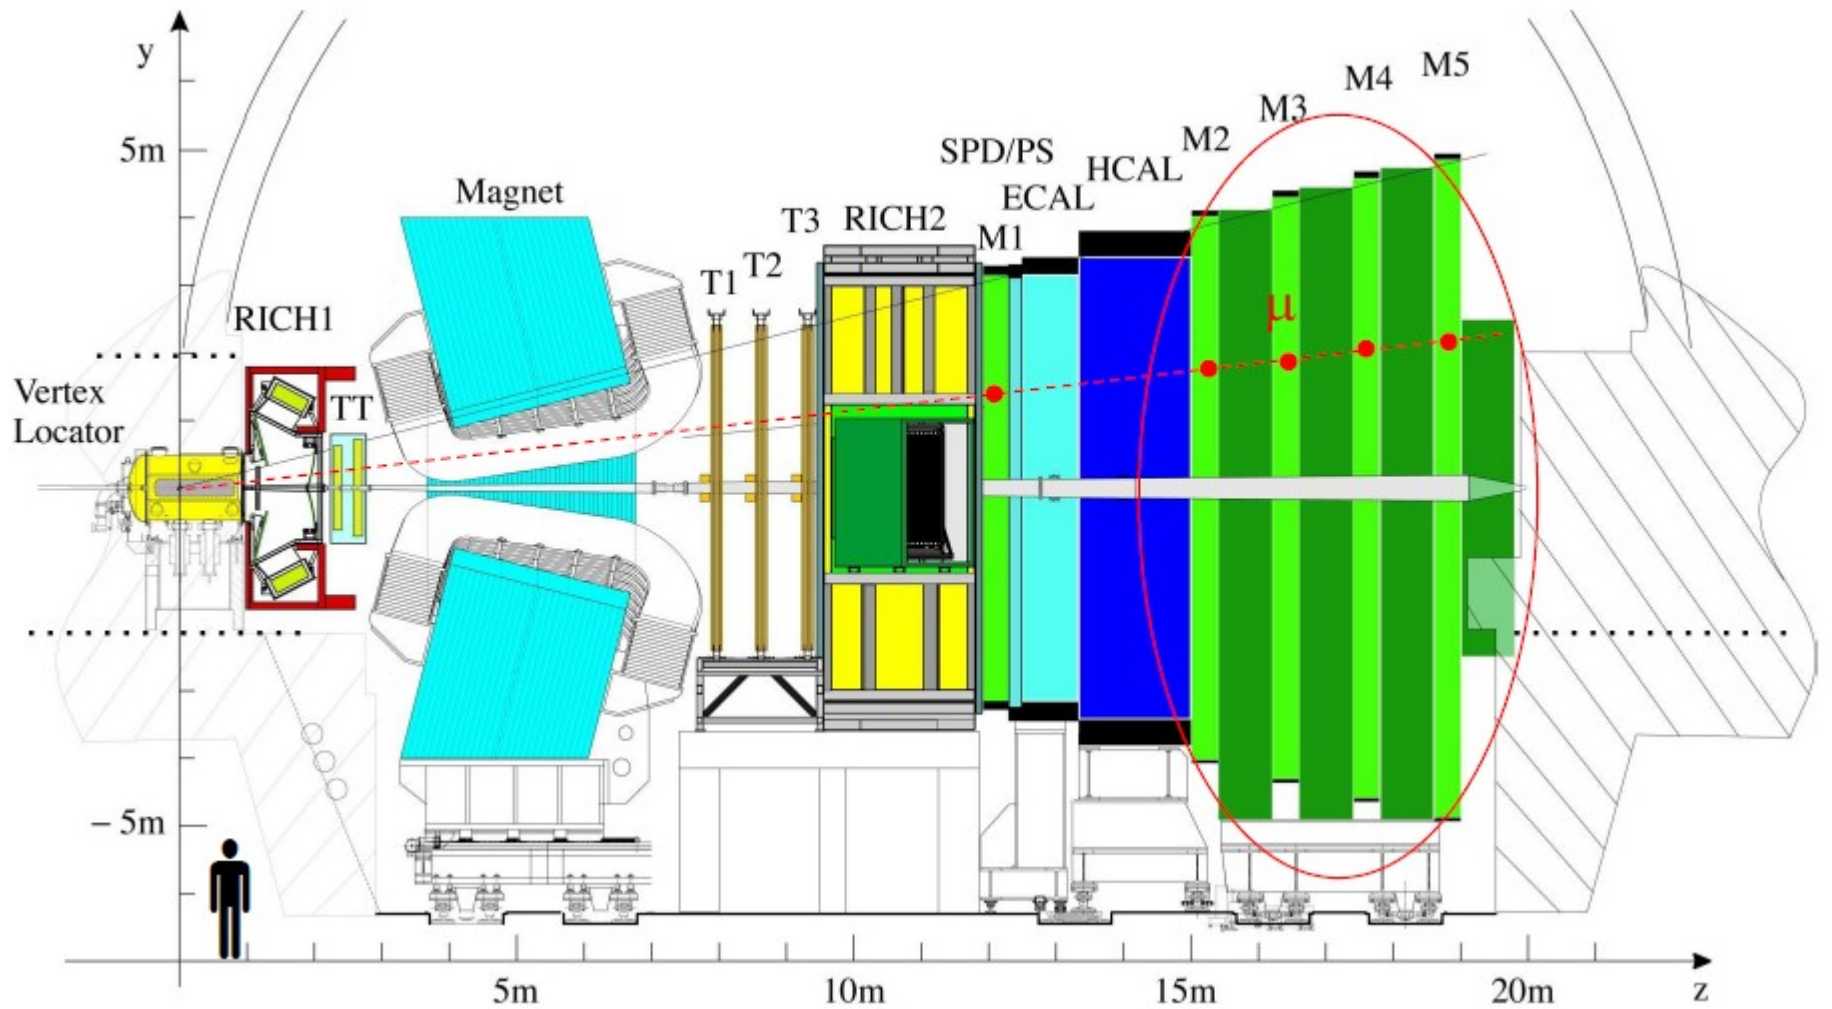 y
5m
Magnet
RICH1
Vertex
Locator
TT
T1
T2
T3
RICH2
M1
SPD/PS
ECAL
HCAL
M2
M3
M4
M5
μ
− 5m
5m
10m
15m
20m
z